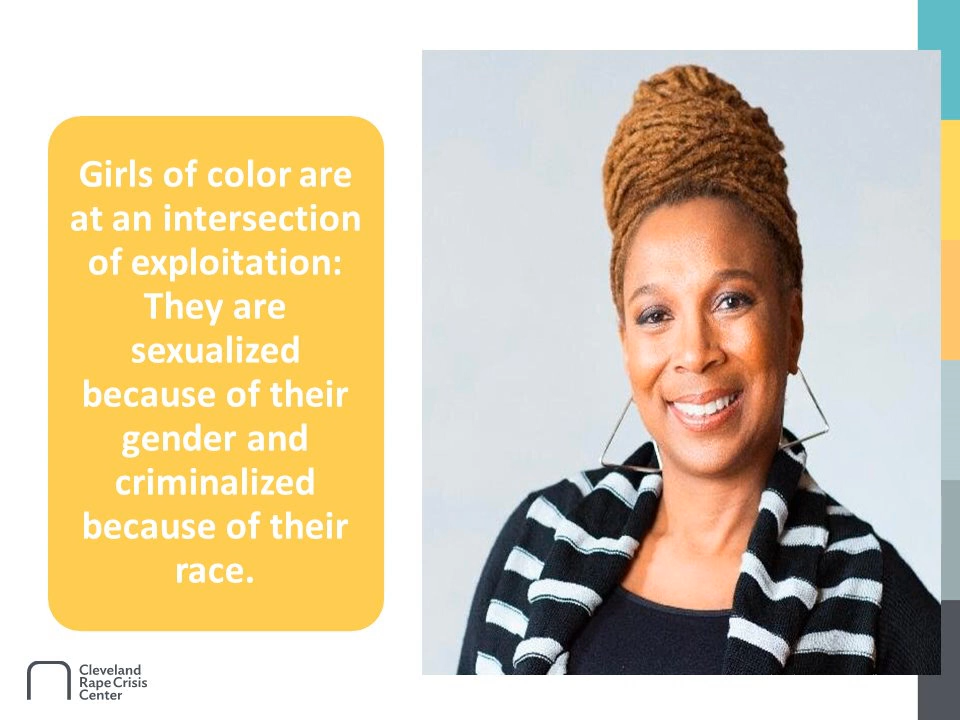 Girls of color are
at an intersection
of exploitation:
They are
sexualized
because of their
gender and
criminalized
because of their
race.
Cleveland
Rape Crisis
Center